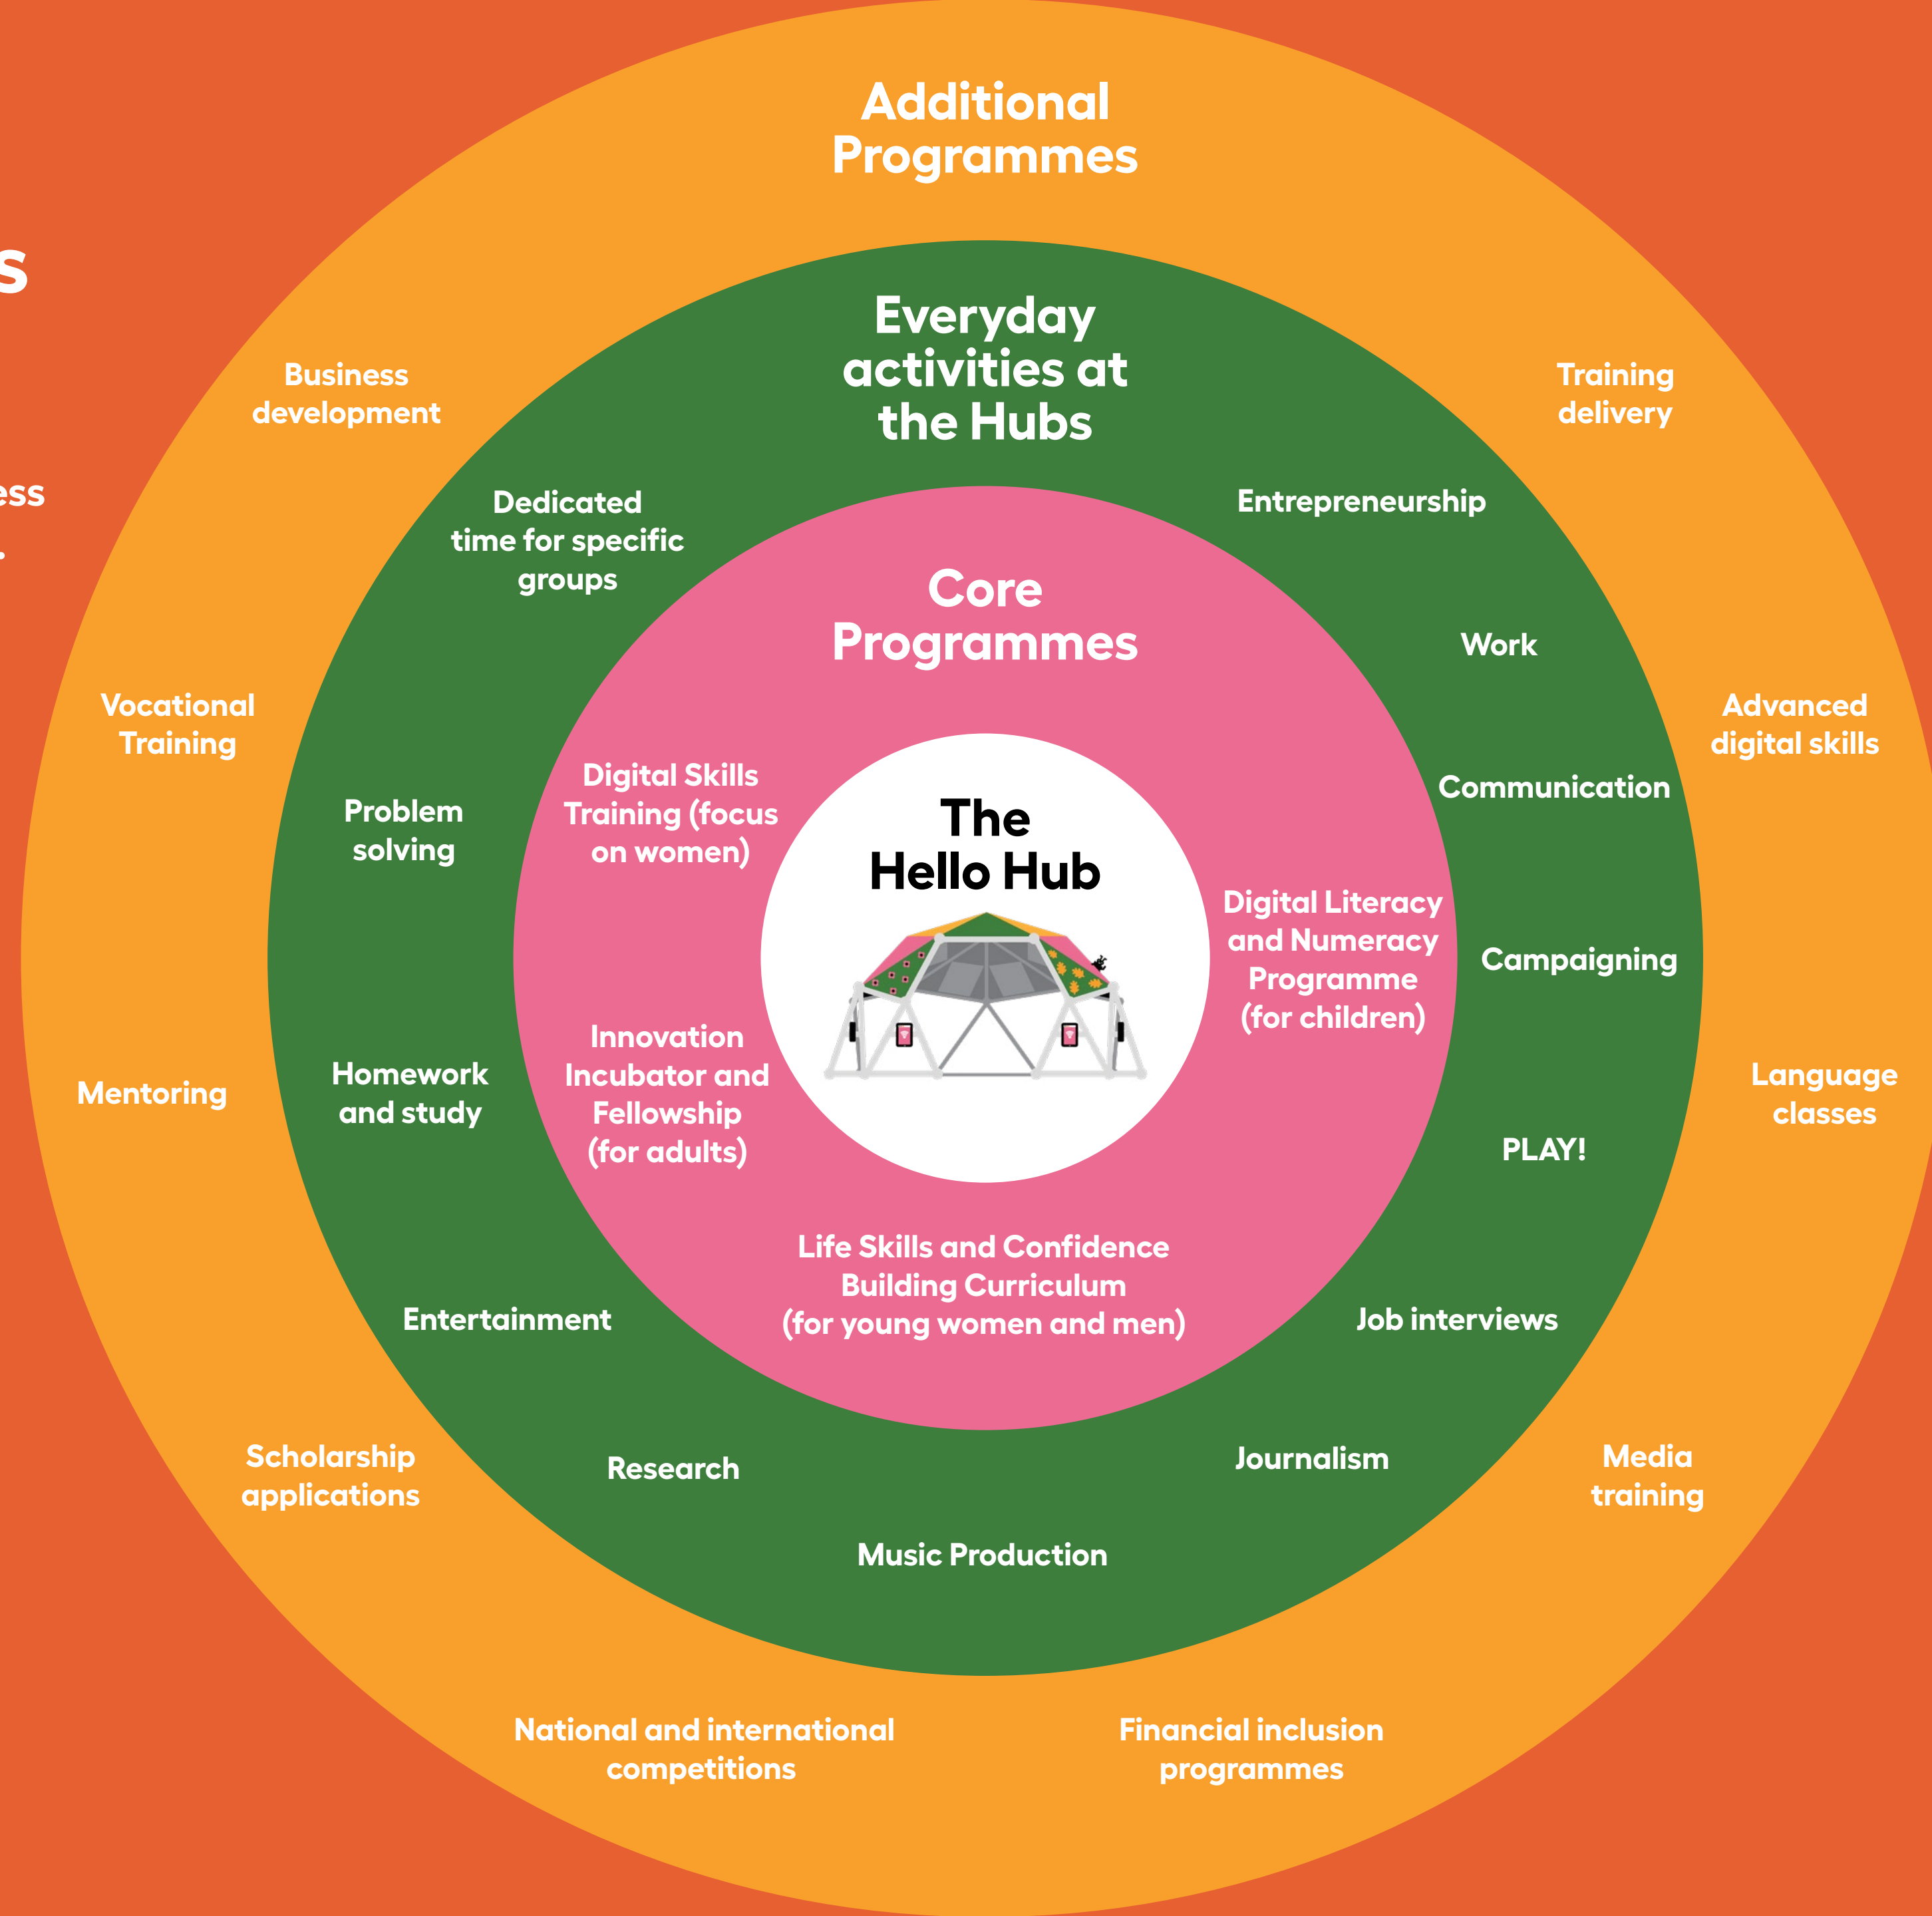 Additional
Programmes
Business
development
Training
delivery
Vocational
Training
Advanced
digital skills
Mentoring
Language
classes
Scholarship
applications
Media
training
National and international
competitions
Financial inclusion
programmes
Everyday
activities at
the Hubs
Dedicated
time for specific
groups
Entrepreneurship
Work
Communication
Problem
solving
Campaigning
Homework
and study
PLAY!
Entertainment
Job interviews
Research
Journalism
Music Production
Core
Programmes
Digital Skills
Training (focus
on women)
Digital Literacy
and Numeracy
Programme
(for children)
Innovation
Incubator and
Fellowship
(for adults)
Life Skills and Confidence
Building Curriculum
(for young women and men)
The
Hello Hub